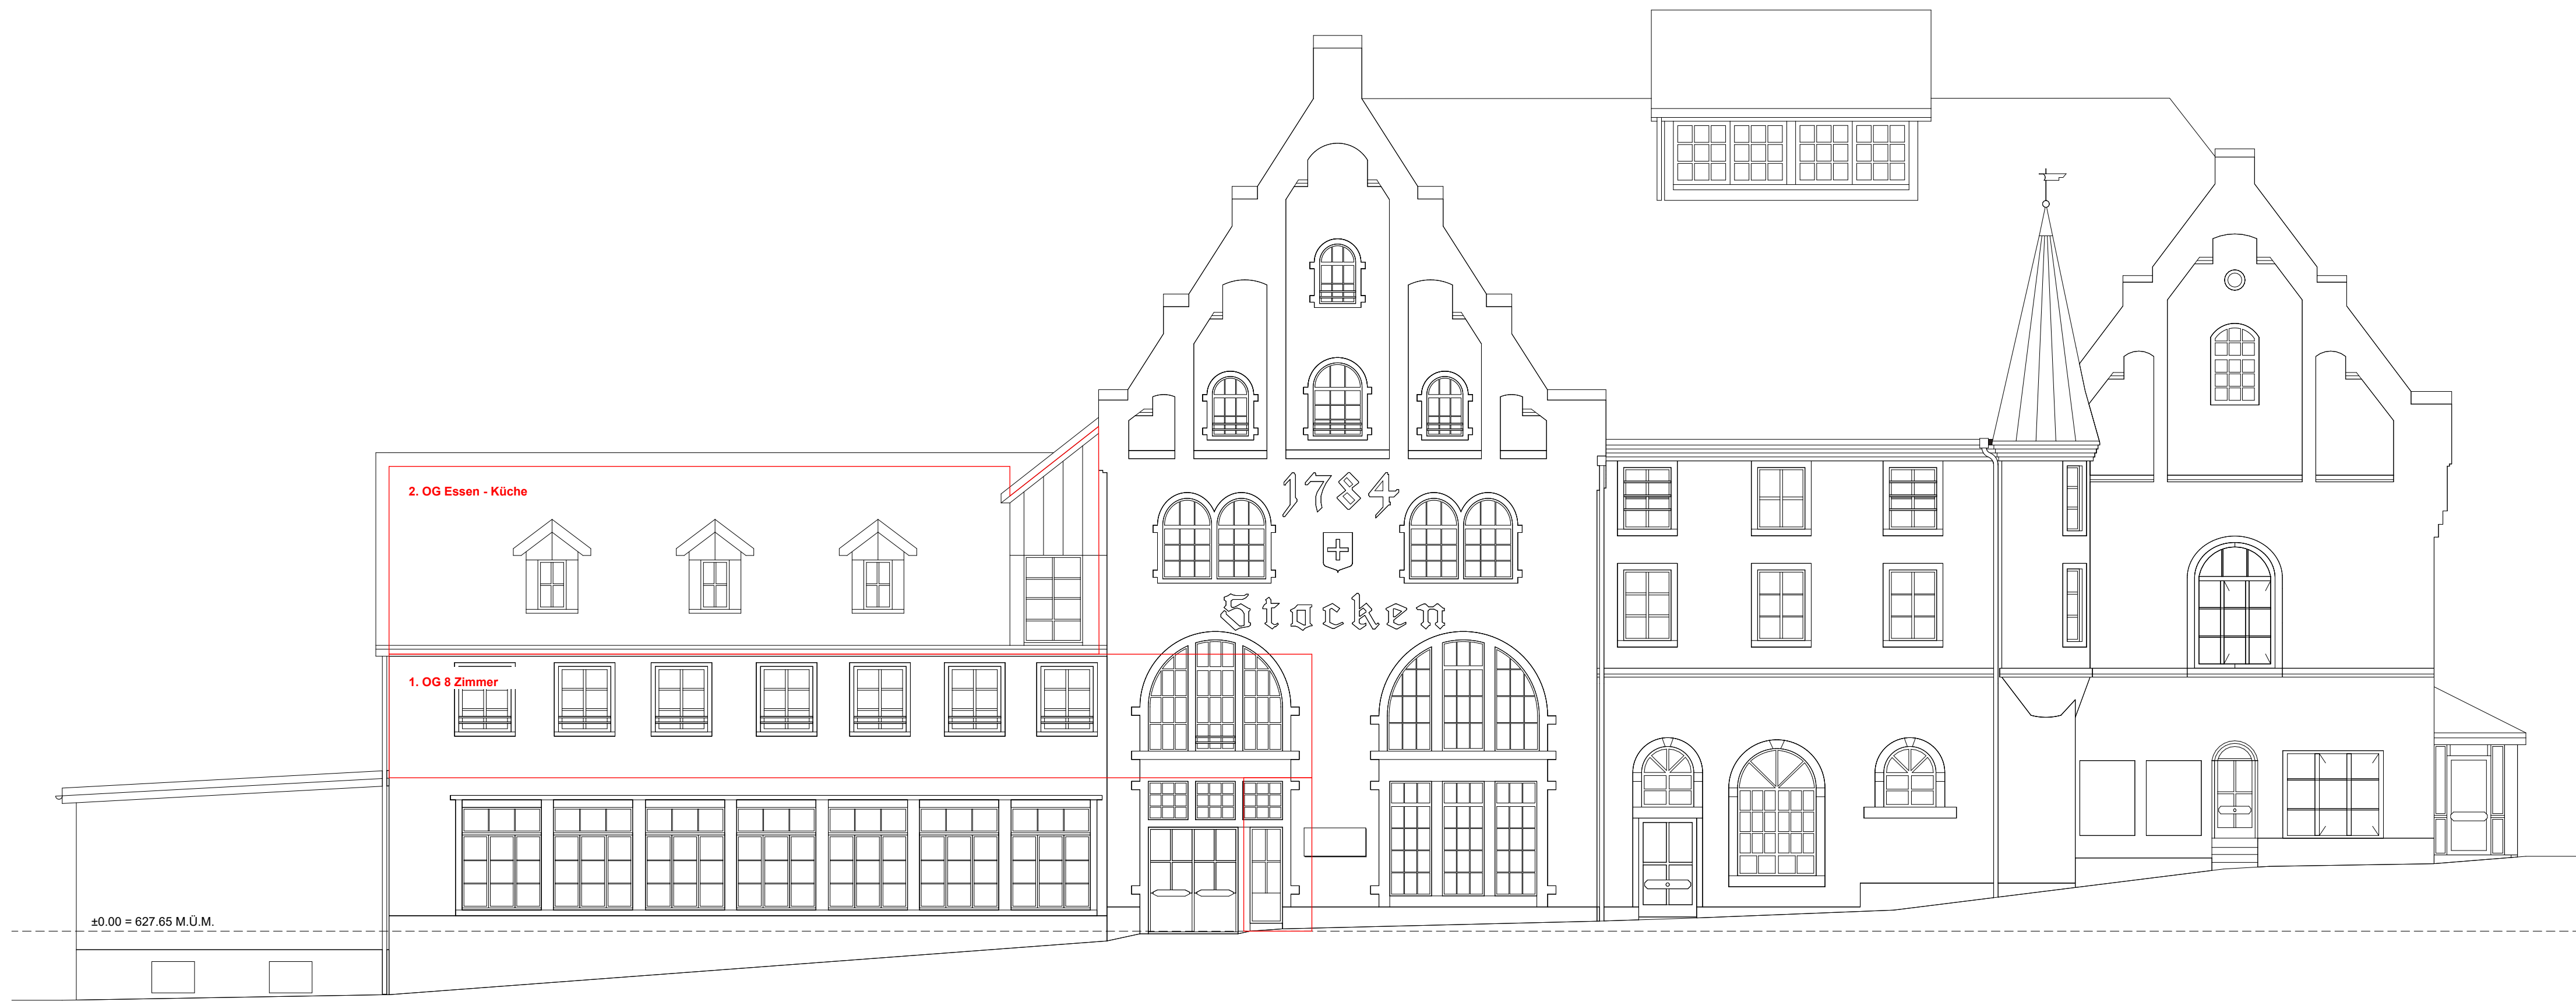 1784
2. OG Essen - Küche
Stocken
1. OG 8 Zimmer
±0.00 = 627.65 M.Ü.M.